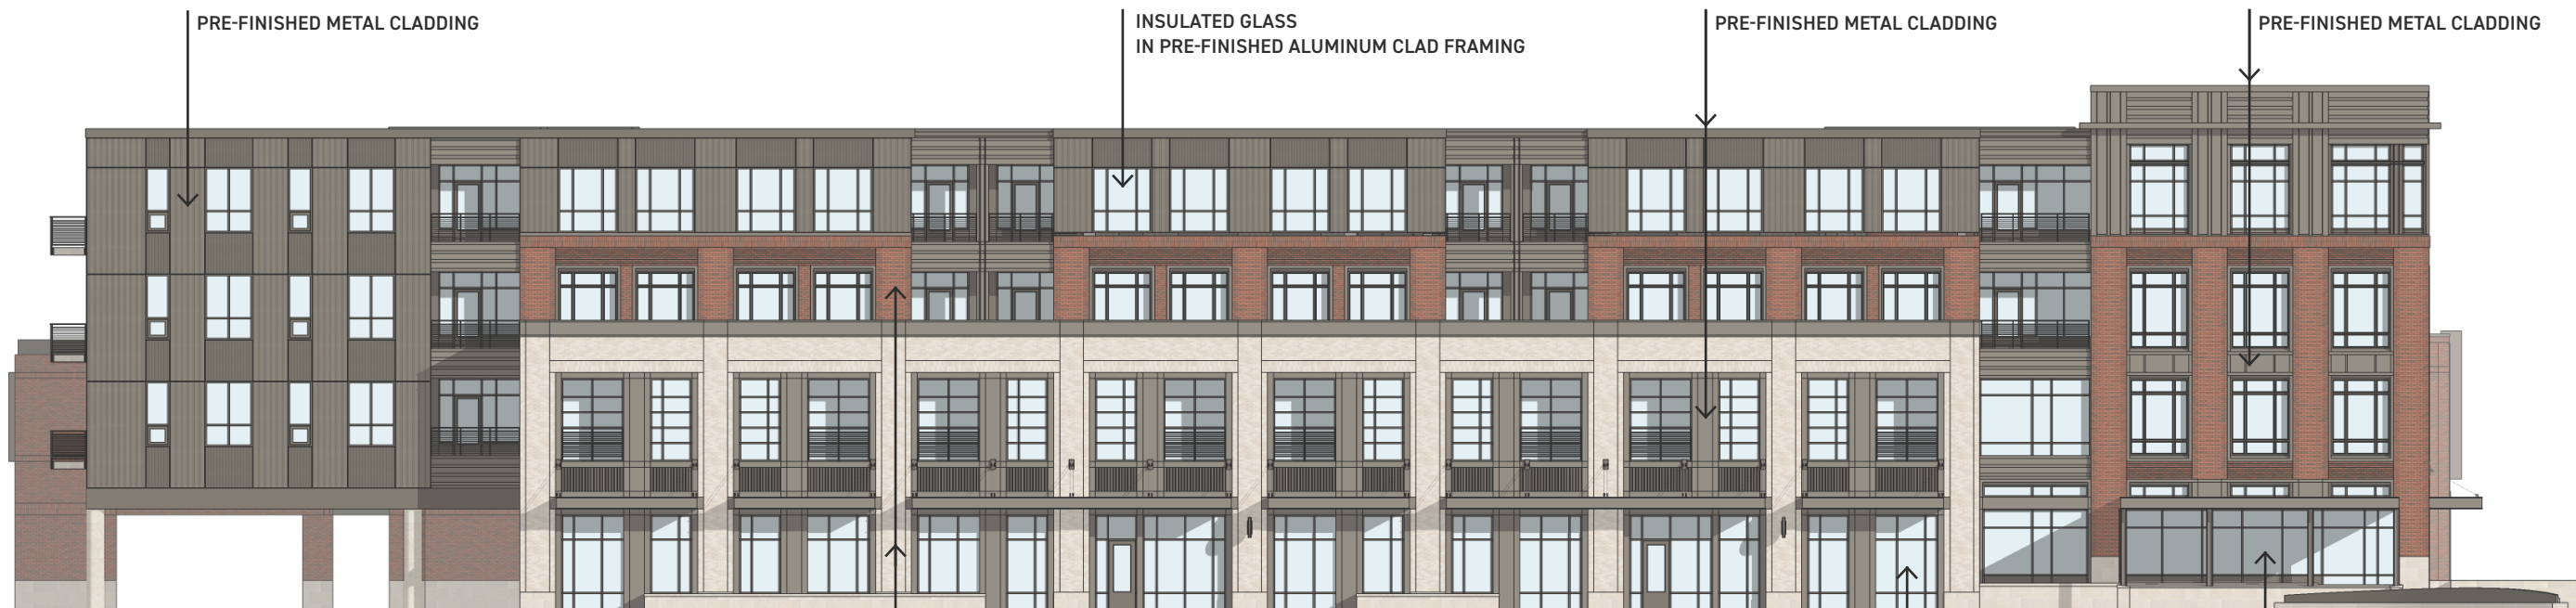 PRE-FINISHED METAL CLADDING
INSULATED GLASS
IN PRE-FINISHED ALUMINUM CLAD FRAMING
PRE-FINISHED METAL CLADDING
PRE-FINISHED METAL CLADDING